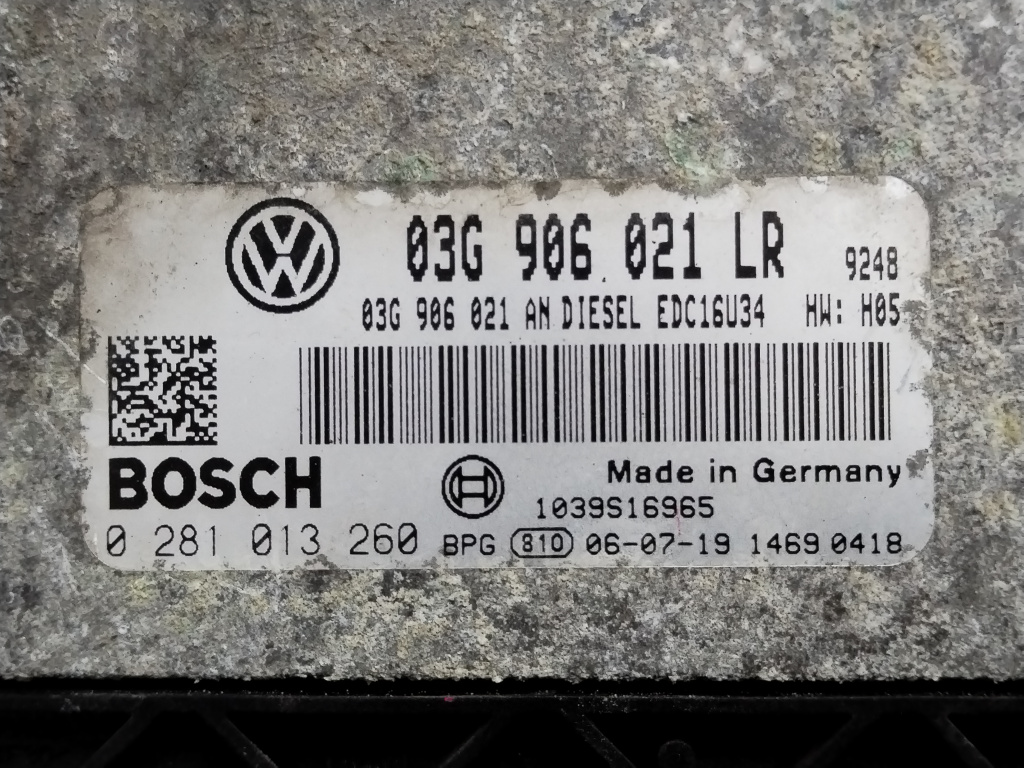 03G 906 021 LR 9248
03G 906 021 AN DIESEL EDC16U34 HW: H05
BOSCH
Made in Germany
1039S16965
0 281 013 260 BPG 810 06-07-19 1469 0418